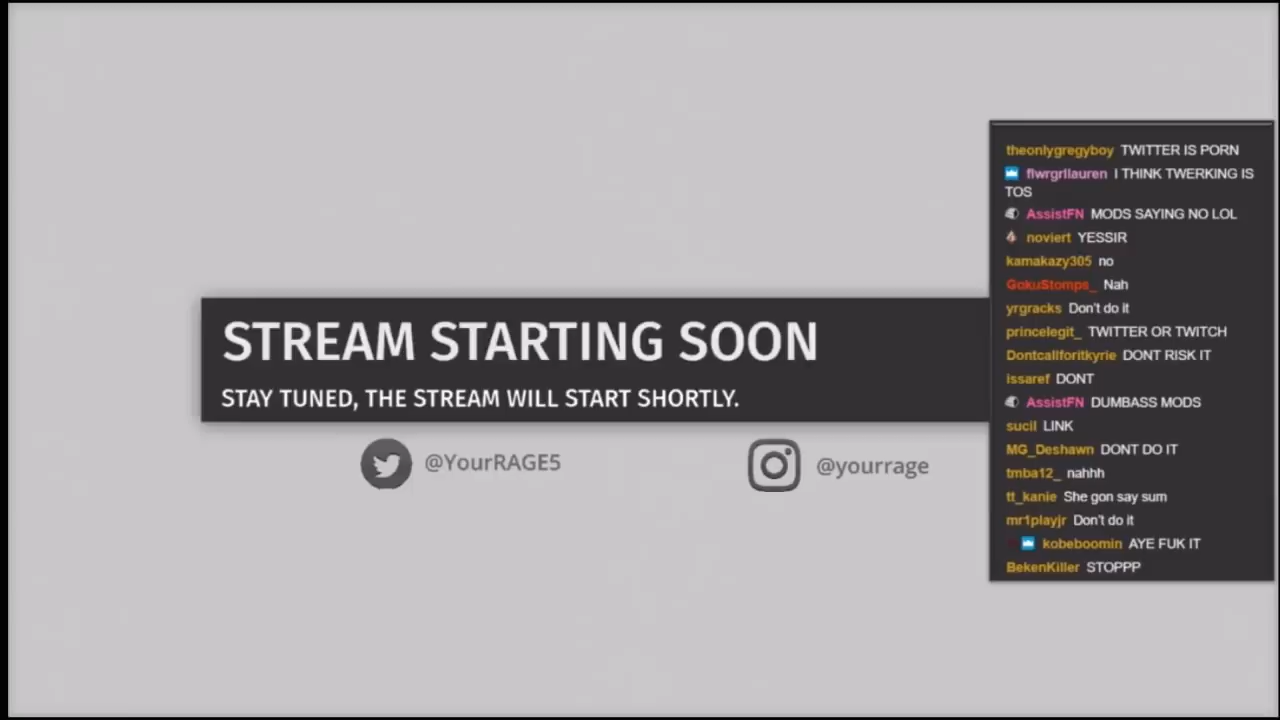 STREAM STARTING SOON
STAY TUNED, THE STREAM WILL START SHORTLY.
@YourRAGE5
@yourrage
theonlygregyboy TWITTER IS PORN
flwrgrllauren I THINK TWERKING IS
TOS
AssistFN MODS SAYING NO LOL
noviert YESSIR
kamakazy305 no
GokuStomps_ Nah
yrgracks Don't do it
princelegit_ TWITTER OR TWITCH
Dontcallforitkyrie DONT RISK IT
issaref DONT
AssistFN DUMBASS MODS
sucil LINK
MG_Deshawn DONT DO IT
tmba12_ nahhh
tt_kanie She gon say sum
mr1playjr Don't do it
kobeboomin AYE FUK IT
BekenKiller STOPPP